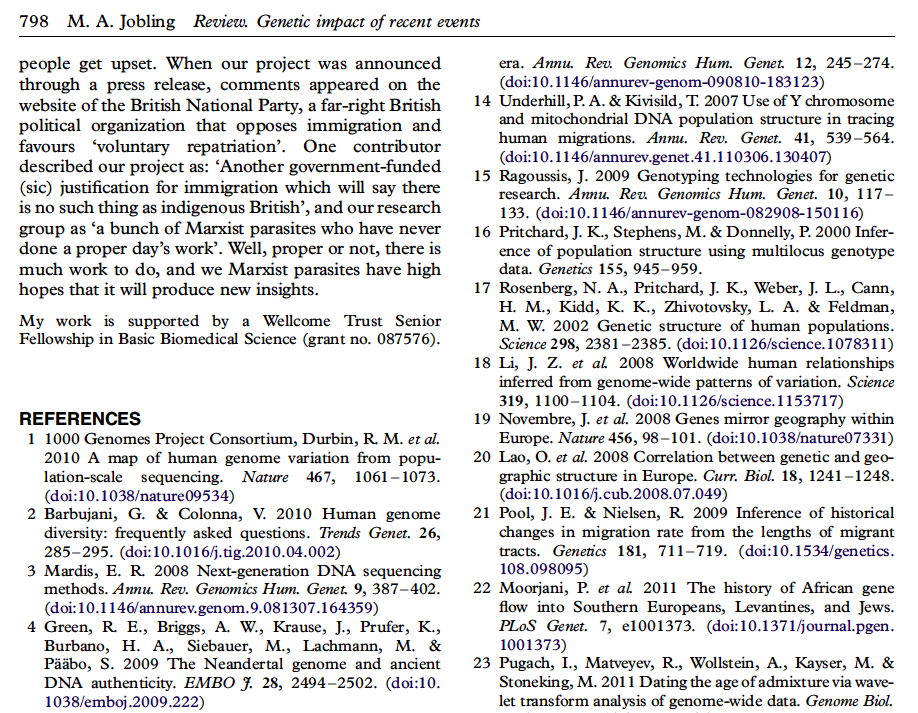 798 M. A. Jobling Review. Genetic impact of recent events
people get upset. When our project was announced
through a press release, comments appeared on the
website of the British National Party, a far-right British
political organization that opposes immigration and
favours ‘voluntary repatriation’. One contributor
described our project as: ‘Another government-funded
(sic) justification for immigration which will say there
is no such thing as indigenous British’, and our research
group as ‘a bunch of Marxist parasites who have never
done a proper day’s work’. Well, proper or not, there is
much work to do, and we Marxist parasites have high
hopes that it will produce new insights.
My work is supported by a Wellcome Trust Senior
Fellowship in Basic Biomedical Science (grant no. 087576).
REFERENCES
1 1000 Genomes Project Consortium, Durbin, R. M. et al.
2010 A map of human genome variation from popu-
lation-scale sequencing. Nature 467, 1061–1073.
(doi:10.1038/nature09534)
2 Barbujani, G. & Colonna, V. 2010 Human genome
diversity: frequently asked questions. Trends Genet. 26,
285–295. (doi:10.1016/j.tig.2010.04.002)
3 Mardis, E. R. 2008 Next-generation DNA sequencing
methods. Annu. Rev. Genomics Hum. Genet. 9, 387–402.
(doi:10.1146/annurev.genom.9.081307.164359)
4 Green, R. E., Briggs, A. W., Krause, J., Prufer, K.,
Burbano, H. A., Siebauer, M., Lachmann, M. &
Pääbo, S. 2009 The Neandertal genome and ancient
DNA authenticity. EMBO J. 28, 2494–2502. (doi:10.
1038/emboj.2009.222)
era. Annu. Rev. Genomics Hum. Genet. 12, 245–274.
(doi:10.1146/annurev-genom-090810-183123)
14 Underhill, P. A. & Kivisild, T. 2007 Use of Y chromosome
and mitochondrial DNA population structure in tracing
human migrations. Annu. Rev. Genet. 41, 539–564.
(doi:10.1146/annurev.genet.41.110306.130407)
15 Ragoussis, J. 2009 Genotyping technologies for genetic
research. Annu. Rev. Genomics Hum. Genet. 10, 117–
133. (doi:10.1146/annurev-genom-082908-150116)
16 Pritchard, J. K., Stephens, M. & Donnelly, P. 2000 Infer-
ence of population structure using multilocus genotype
data. Genetics 155, 945–959.
17 Rosenberg, N. A., Pritchard, J. K., Weber, J. L., Cann,
H. M., Kidd, K. K., Zhivotovsky, L. A. & Feldman,
M. W. 2002 Genetic structure of human populations.
Science 298, 2381–2385. (doi:10.1126/science.1078311)
18 Li, J. Z. et al. 2008 Worldwide human relationships
inferred from genome-wide patterns of variation. Science
319, 1100–1104. (doi:10.1126/science.1153717)
19 Novembre, J. et al. 2008 Genes mirror geography within
Europe. Nature 456, 98–101. (doi:10.1038/nature07331)
20 Lao, O. et al. 2008 Correlation between genetic and geo-
graphic structure in Europe. Curr. Biol. 18, 1241–1248.
(doi:10.1016/j.cub.2008.07.049)
21 Pool, J. E. & Nielsen, R. 2009 Inference of historical
changes in migration rate from the lengths of migrant
tracts. Genetics 181, 711–719. (doi:10.1534/genetics.
108.098095)
22 Moorjani, P. et al. 2011 The history of African gene
flow into Southern Europeans, Levantines, and Jews.
PLoS Genet. 7, e1001373. (doi:10.1371/journal.pgen.
1001373)
23 Pugach, I., Matveyev, R., Wollstein, A., Kayser, M. &
Stoneking, M. 2011 Dating the age of admixture via wave-
let transform analysis of genome-wide data. Genome Biol.